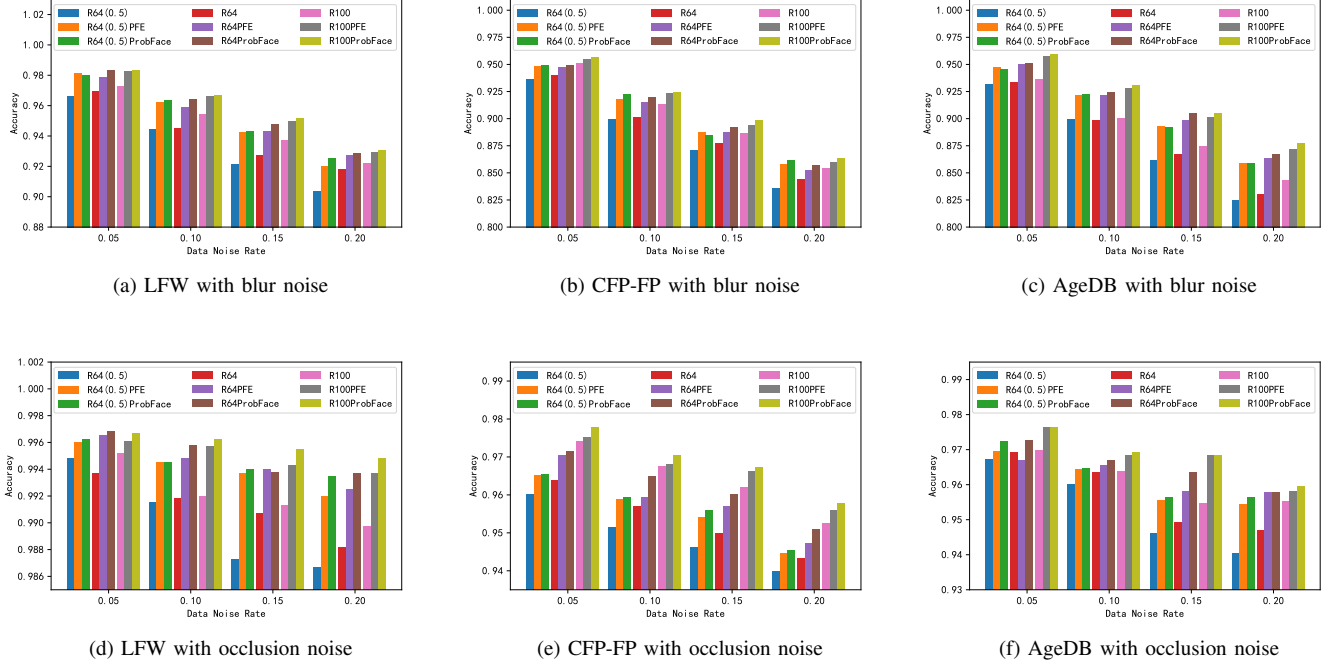 1.02
1.00
0.98
0.96
0.94
0.92
0.90
0.88
Accuracy
R64(0.5) R64 R100
R64(0.5)PFE R64PFE R100PFE
R64(0.5)ProbFace R64ProbFace R100ProbFace
0.05 0.10 0.15 0.20
Data Noise Rate
(a) LFW with blur noise
1.000
0.975
0.950
0.925
0.900
0.875
0.850
0.825
0.800
Accuracy
R64(0.5) R64 R100
R64(0.5)PFE R64PFE R100PFE
R64(0.5)ProbFace R64ProbFace R100ProbFace
0.05 0.10 0.15 0.20
Data Noise Rate
(b) CFP-FP with blur noise
1.000
0.975
0.950
0.925
0.900
0.875
0.850
0.825
0.800
Accuracy
R64(0.5) R64 R100
R64(0.5)PFE R64PFE R100PFE
R64(0.5)ProbFace R64ProbFace R100ProbFace
0.05 0.10 0.15 0.20
Data Noise Rate
(c) AgeDB with blur noise
1.002
1.000
0.998
0.996
0.994
0.992
0.990
0.988
0.986
Accuracy
R64(0.5) R64 R100
R64(0.5)PFE R64PFE R100PFE
R64(0.5)ProbFace R64ProbFace R100ProbFace
0.05 0.10 0.15 0.20
Data Noise Rate
(d) LFW with occlusion noise
0.99
0.98
0.97
0.96
0.95
0.94
Accuracy
R64(0.5) R64 R100
R64(0.5)PFE R64PFE R100PFE
R64(0.5)ProbFace R64ProbFace R100ProbFace
0.05 0.10 0.15 0.20
Data Noise Rate
(e) CFP-FP with occlusion noise
0.99
0.98
0.97
0.96
0.95
0.94
0.93
Accuracy
R64(0.5) R64 R100
R64(0.5)PFE R64PFE R100PFE
R64(0.5)ProbFace R64ProbFace R100ProbFace
0.05 0.10 0.15 0.20
Data Noise Rate
(f) AgeDB with occlusion noise